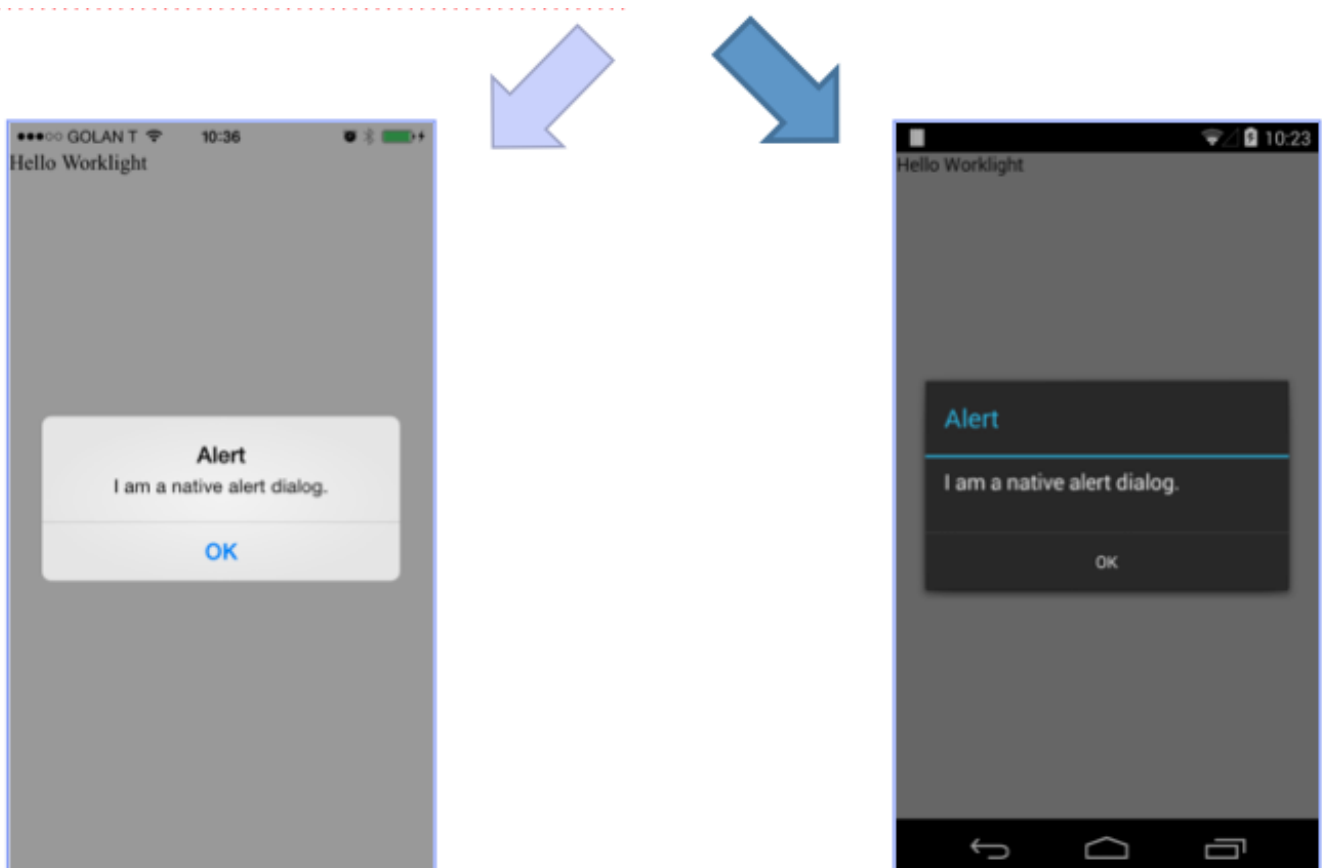 GOLAN T 10:36
Hello Worklight
Alert
I am a native alert dialog.
OK
10:23
Hello Worklight
Alert
I am a native alert dialog.
OK